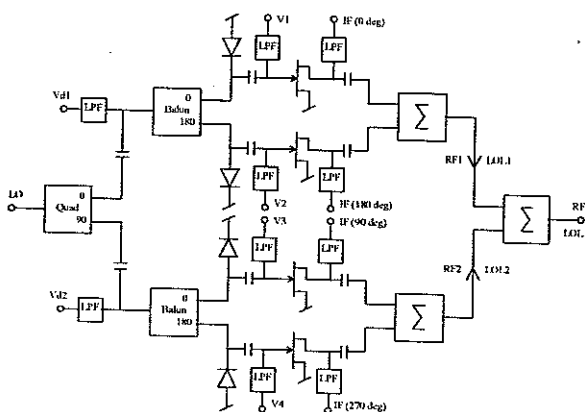 V1
IF (0 deg)
LPF
LPF
Vd1
LPF
0
Balun
180
Σ
RF1
LOL1
LPF
LPF
LO
0
Quad
90
V2
IF (180 deg)
V3
IF (90 deg)
Σ
RF
LOL
LPF
LPF
RF2
LOL2
Vd2
LPF
0
Balun
180
Σ
LPF
LPF
V4
IF (270 deg)